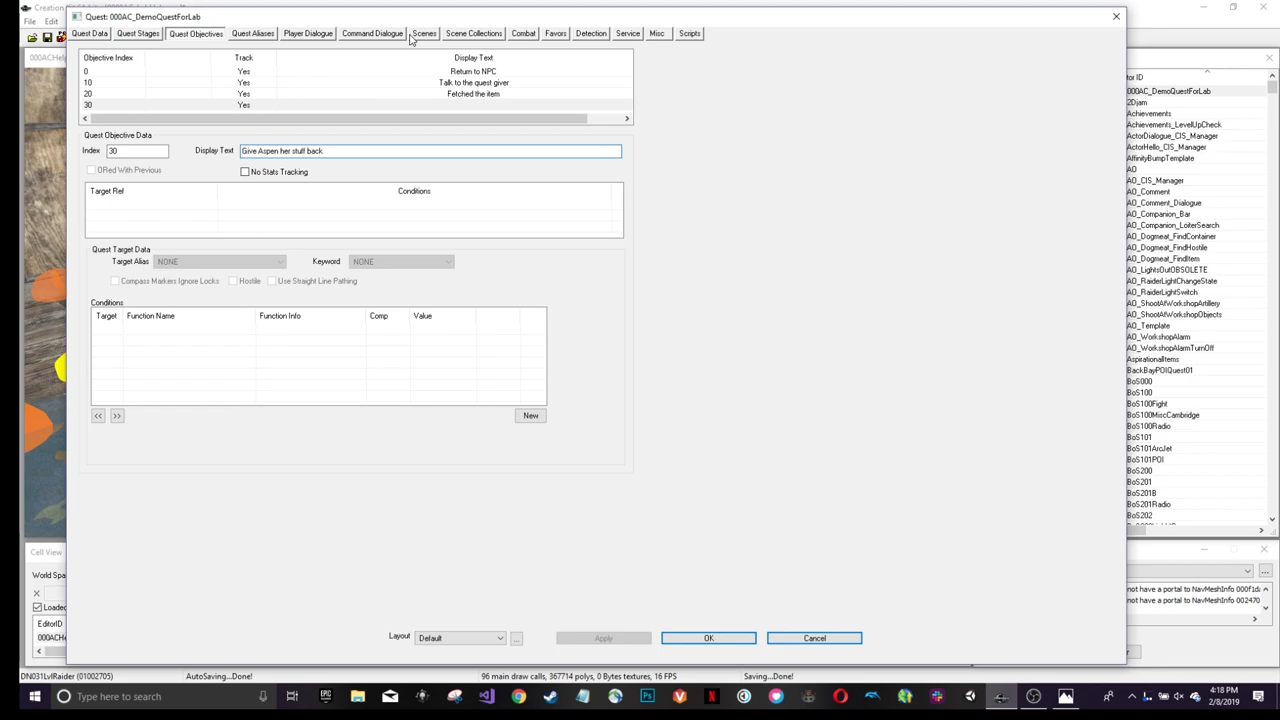 Creation Kit
Quest: 000AC_DemoQuestForLab
File
Quest Data Quest Stages Quest Objectives Quest Aliases Player Dialogue Command Dialogue Scenes Scene Collections Combat Favors Detection Service Misc Scripts
Objective Index Track Display Text
0 Yes Return to NPC
10 Yes Talk to the quest giver
20 Yes Fetched the item
30 Yes
Quest Objective Data
Index 30 Display Text Give Aspen her stuff back
ORed With Previous No Stats Tracking
Target Ref Conditions
Quest Target Data
Target Alias NONE Keyword NONE
Compass Markers Ignore Locks Hostile Use Straight Line Pathing
Conditions
Target Function Name Function Info Comp Value
<< >> New
Layout Default ... Apply OK Cancel
000AC_DemoQuestForLab
2Djam
Achievements
Achievements_LevelUpCheck
ActorDialogue_CIS_Manager
ActorHello_CIS_Manager
AffinityBumpTemplate
AO
AO_CIS_Manager
AO_Comment
AO_Comment_Dialogue
AO_Companion_Bar
AO_Companion_LoiterSearch
AO_Dogmeat_FindContainer
AO_Dogmeat_FindHostile
AO_Dogmeat_FindItem
AO_LightsOutOBSOLETE
AO_RaiderLightChangeState
AO_RaiderLightSwitch
AO_ShootAtWorkshopArtillery
AO_ShootAtWorkshopObjects
AO_Template
AO_WorkshopAlarm
AO_WorkshopAlarmTurnOff
AspirationalItems
BackBayPOIQuest01
BoS000
BoS100
BoS100Fight
BoS100MiscCambridge
BoS100Radio
BoS101
BoS101ArcJet
BoS101POI
BoS200
BoS201
BoS201B
BoS201Radio
BoS202
Cell View
World Spa
X
Loaded
EditorID
not have a portal to NavMeshInfo 000f1d
not have a portal to NavMeshInfo 002470
DN031LvlRaider (01002705) AutoSaving...Done! 96 main draw calls, 367714 polys, 0 Bytes textures, 16 FPS Saving...Done!
Type here to search
4:18 PM
2/8/2019